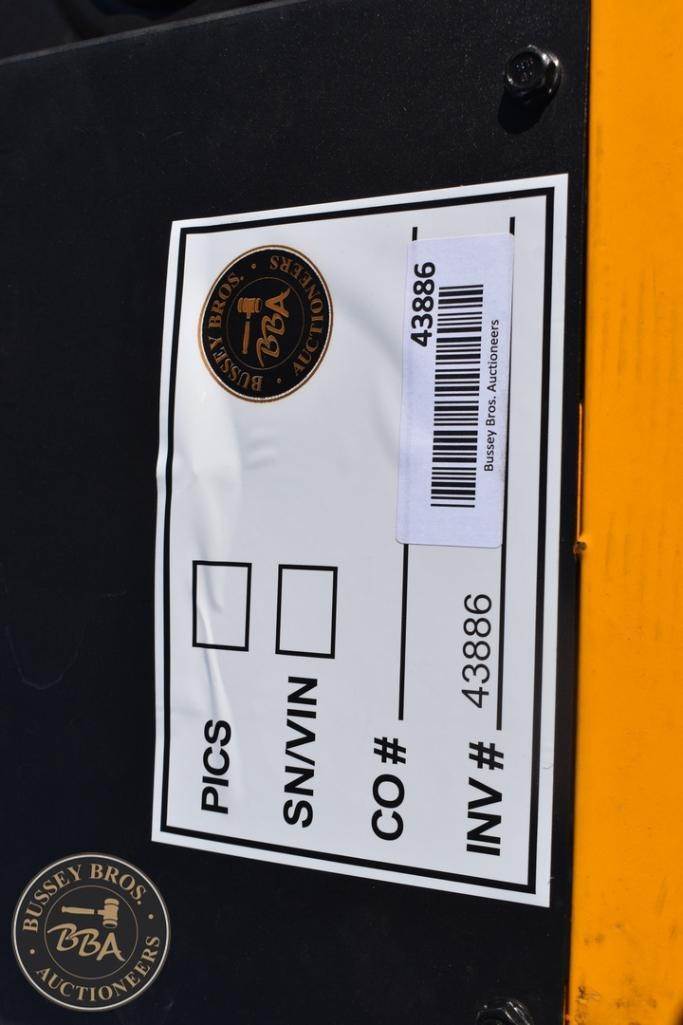 PICS
SN/VIN
CO #
INV # 43886
43886
Bussey Bros. Auctioneers
BUSSEY BROS.
BBA
AUCTIONEERS
BUSSEY BROS.
BBA
AUCTIONEERS